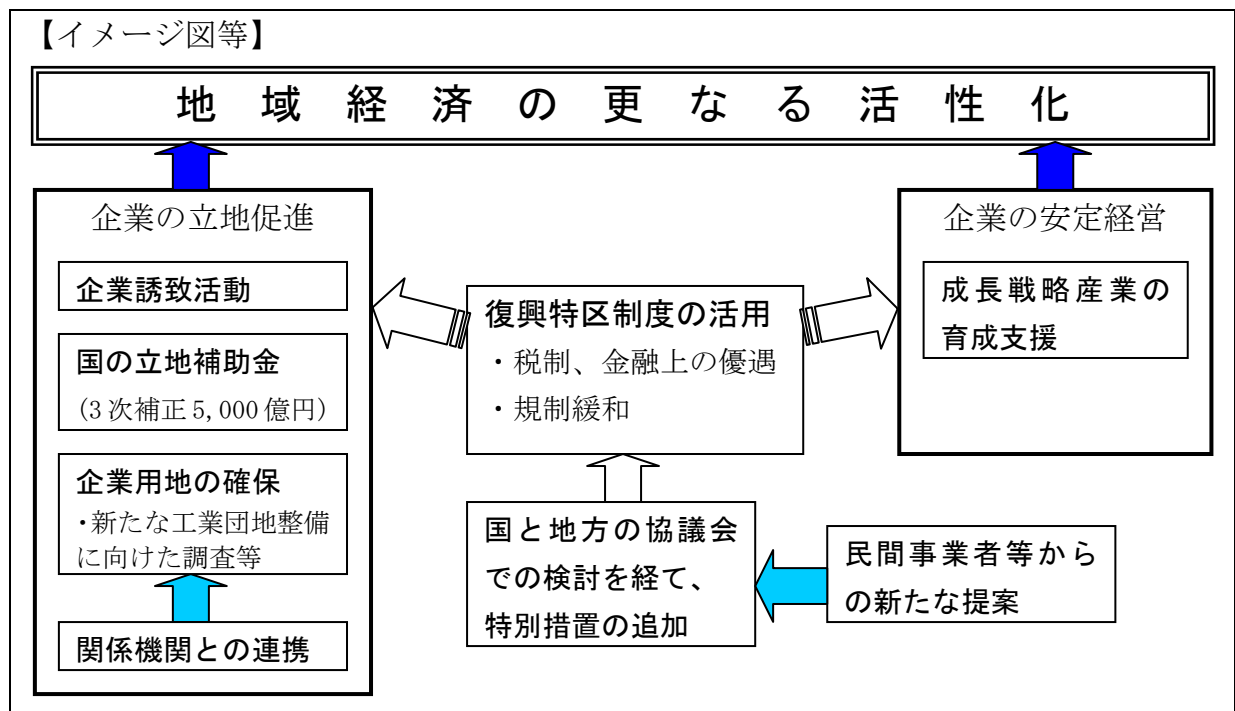 【イメージ図等】
地域経済の更なる活性化
企業の立地促進
企業誘致活動
国の立地補助金
（3次補正5,000億円）
企業用地の確保
・新たな工業団地整備
に向けた調査等
関係機関との連携
復興特区制度の活用
・税制、金融上の優遇
・規制緩和
国と地方の協議会
での検討を経て、
特別措置の追加
民間事業者等から
の新たな提案
企業の安定経営
成長戦略産業の
育成支援